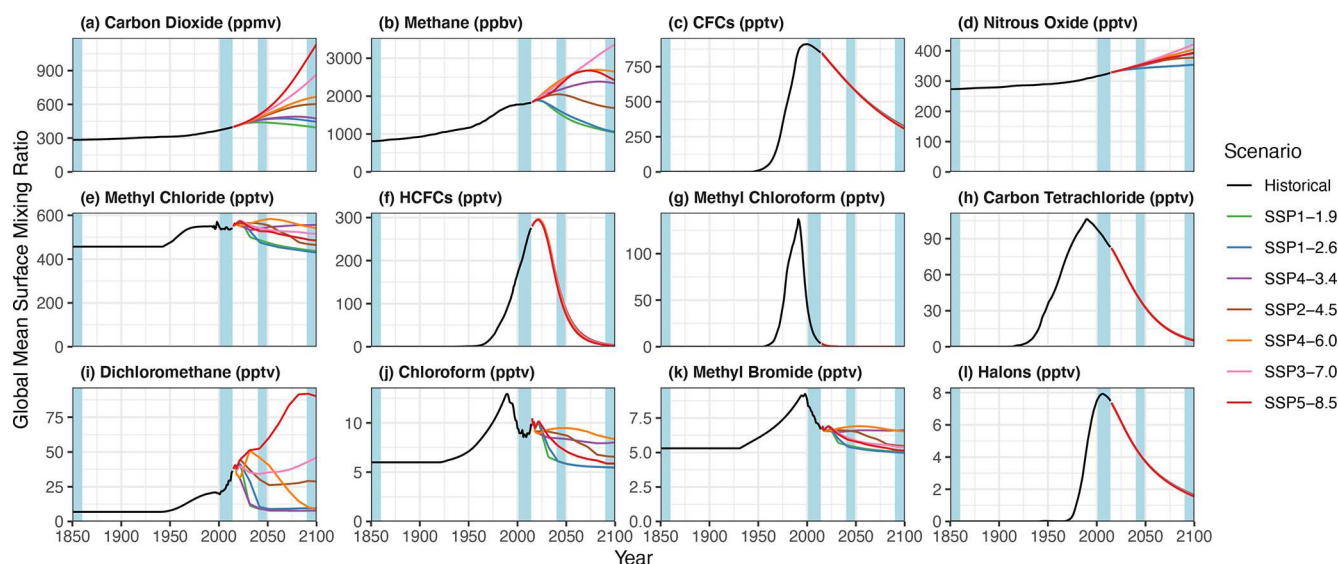 (a) Carbon Dioxide (ppmv)
(b) Methane (ppbv)
(c) CFCs (pptv)
(d) Nitrous Oxide (pptv)
900
600
300
0
3000
2000
1000
0
750
500
250
0
400
300
200
100
0
(e) Methyl Chloride (pptv)
(f) HCFCs (pptv)
(g) Methyl Chloroform (pptv)
(h) Carbon Tetrachloride (pptv)
600
400
200
0
300
200
100
0
100
50
0
90
60
30
0
(i) Dichloromethane (pptv)
(j) Chloroform (pptv)
(k) Methyl Bromide (pptv)
(l) Halons (pptv)
75
50
25
0
10
5
0
7.5
5.0
2.5
0.0
8
6
4
2
0
1850 1900 1950 2000 2050 2100
1850 1900 1950 2000 2050 2100
1850 1900 1950 2000 2050 2100
1850 1900 1950 2000 2050 2100
Global Mean Surface Mixing Ratio
Year
Scenario
Historical
SSP1−1.9
SSP1−2.6
SSP4−3.4
SSP2−4.5
SSP4−6.0
SSP3−7.0
SSP5−8.5